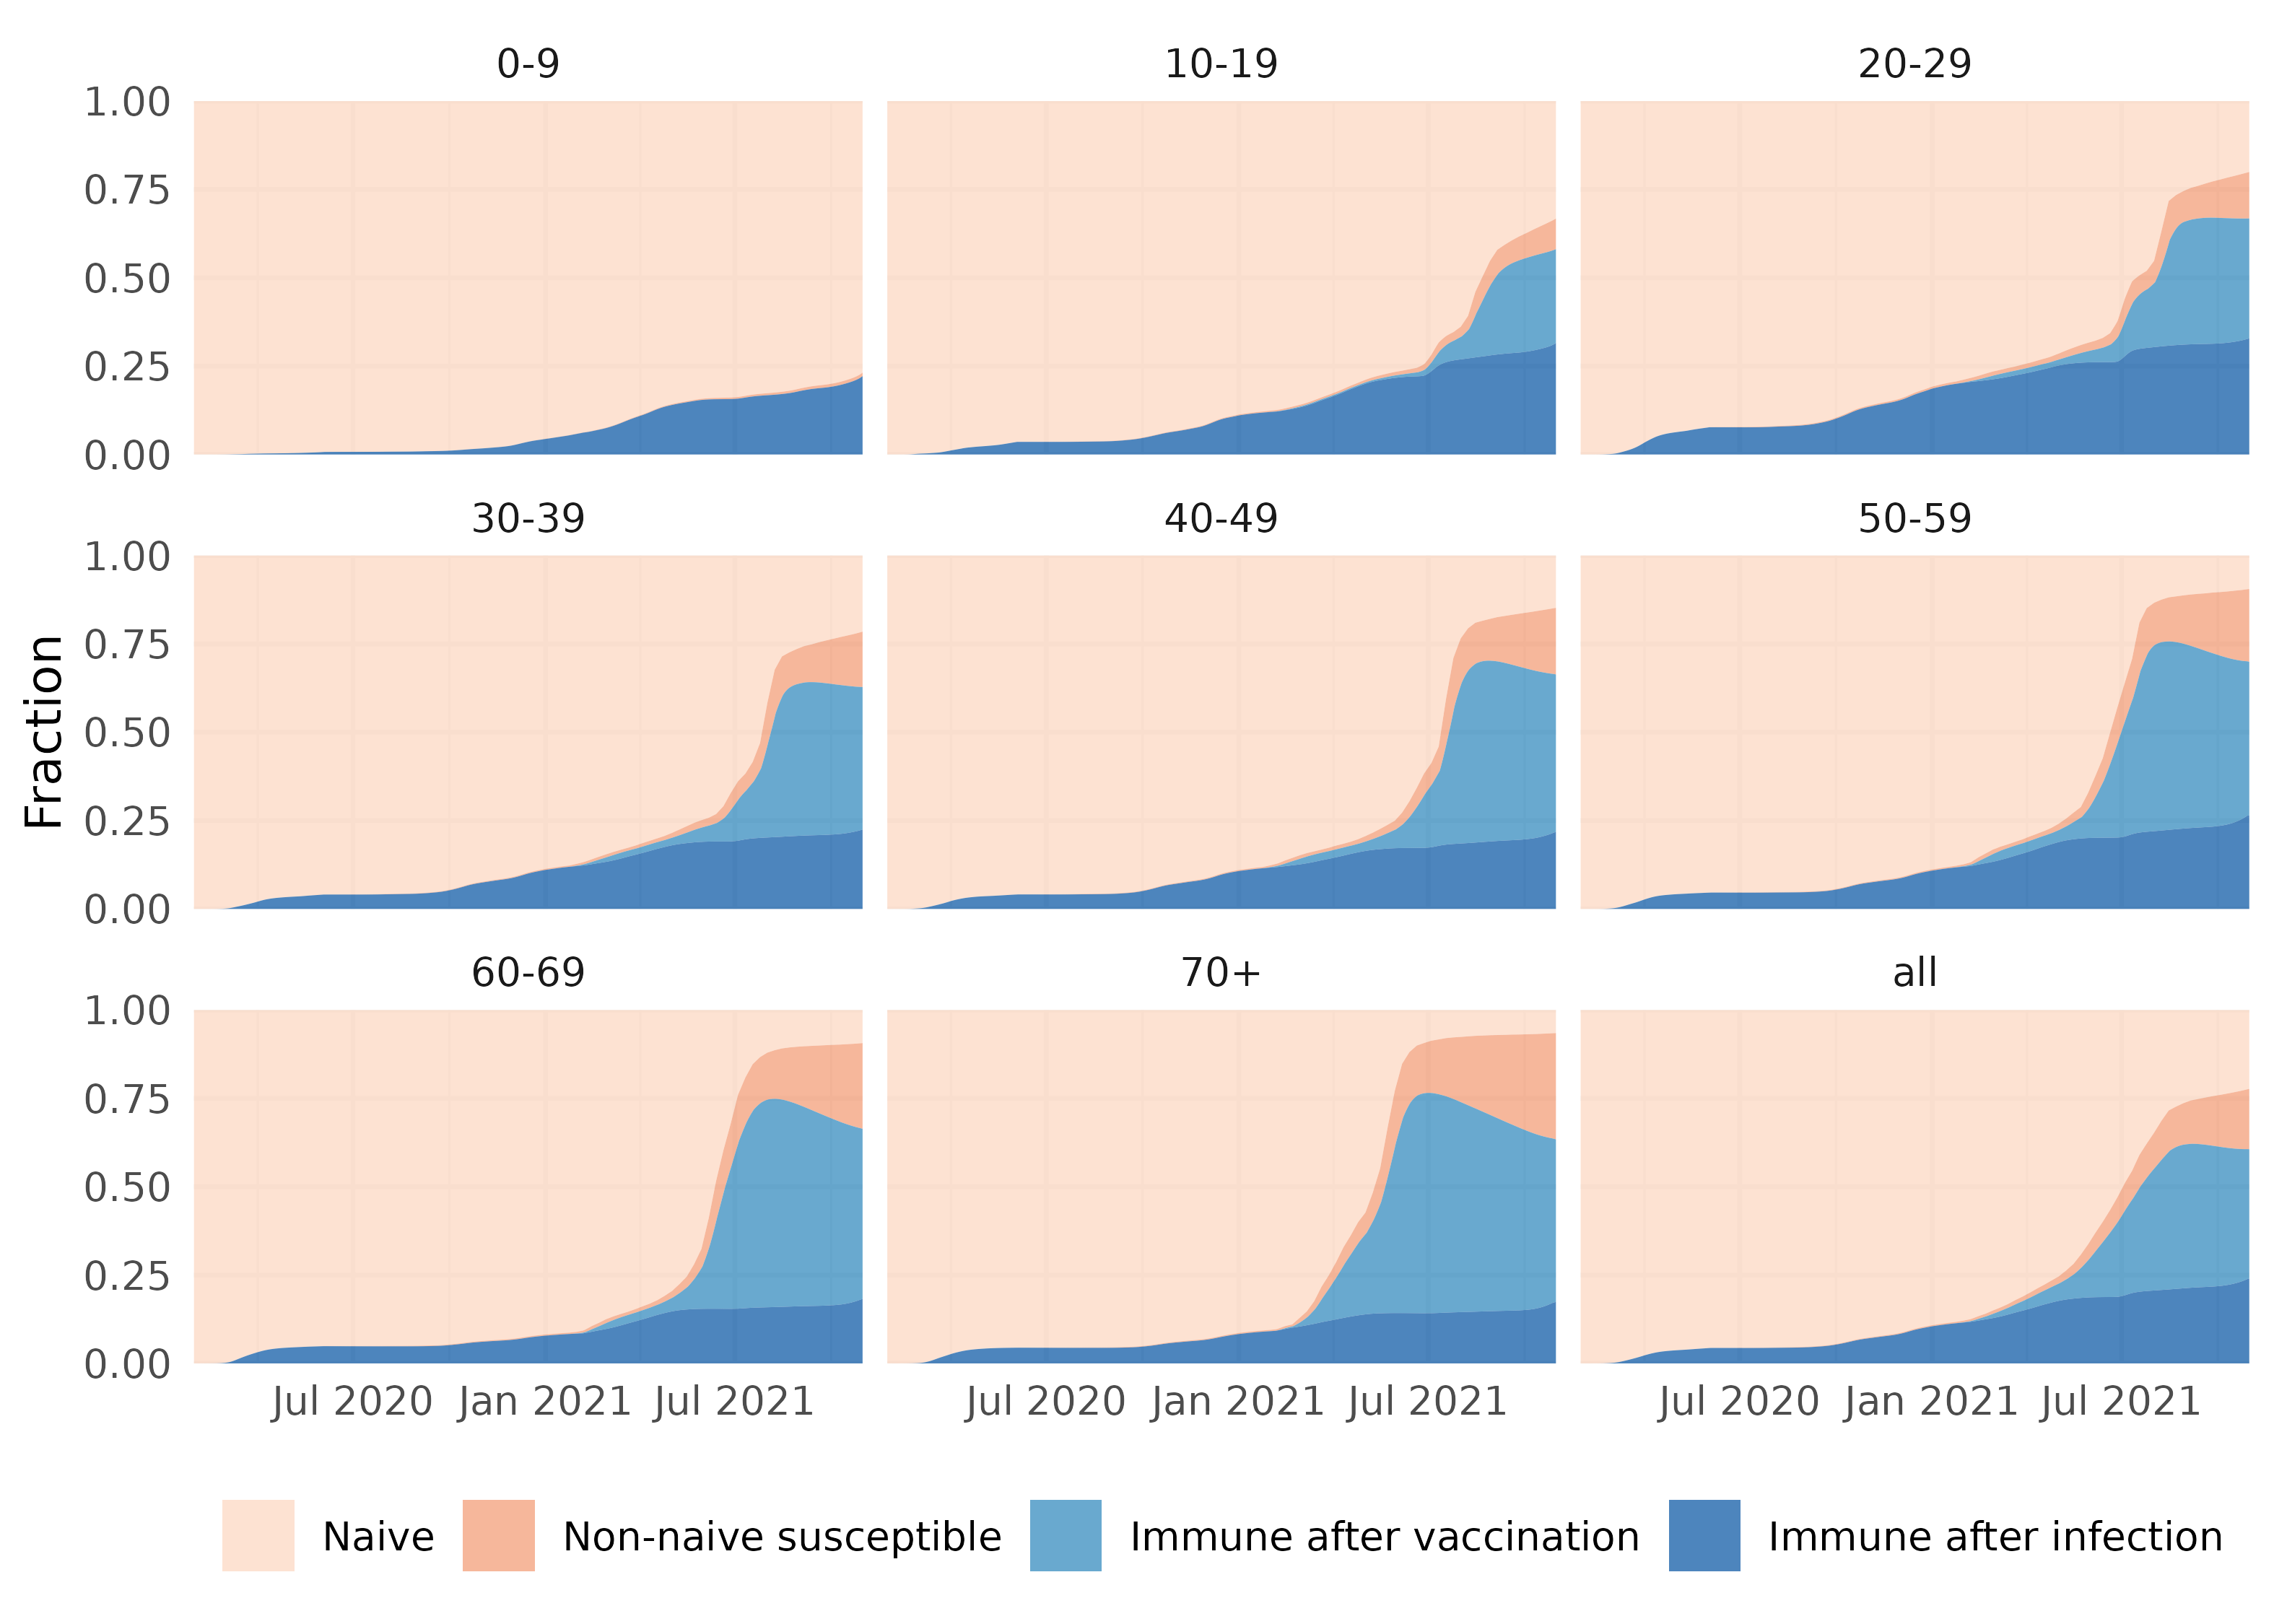 0-9 10-19 20-29
1.00
0.75
0.50
0.25
0.00
30-39 40-49 50-59
1.00
0.75
0.50
0.25
0.00
Fraction
60-69 70+ all
1.00
0.75
0.50
0.25
0.00
Jul 2020 Jan 2021 Jul 2021 Jul 2020 Jan 2021 Jul 2021 Jul 2020 Jan 2021 Jul 2021
Naive Non-naive susceptible Immune after vaccination Immune after infection